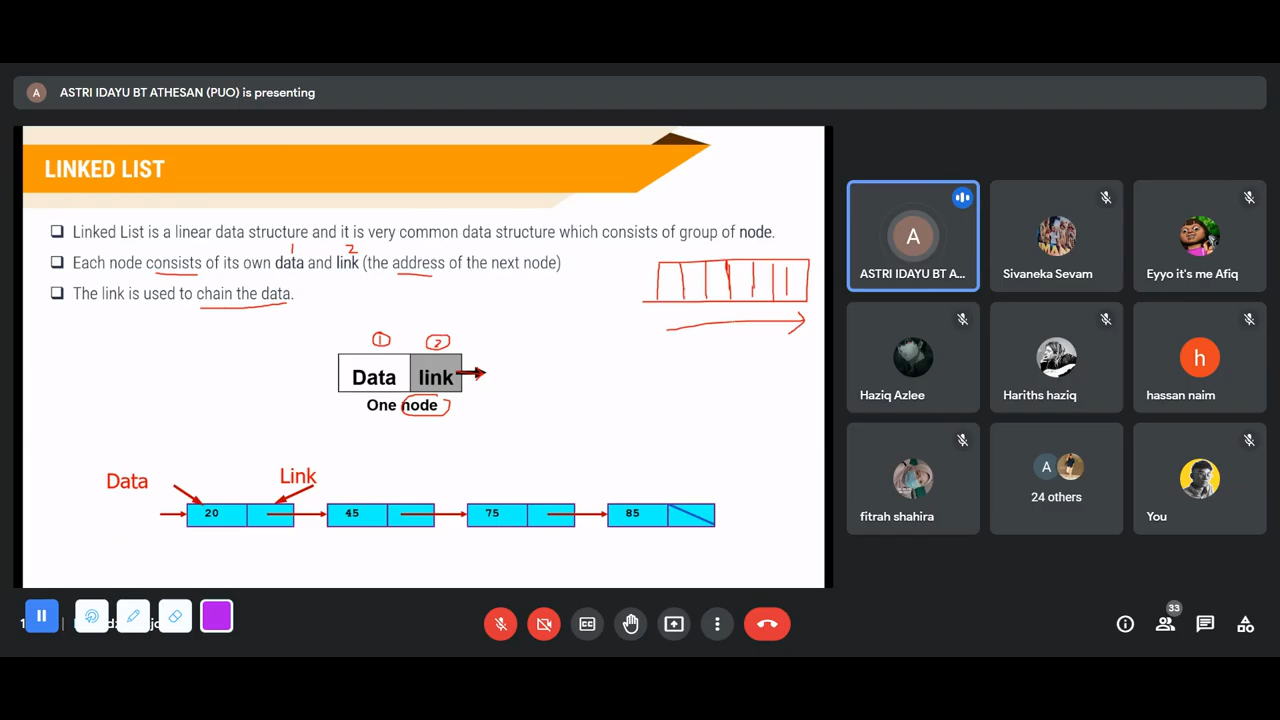 A
ASTRI IDAYU BT ATHESAN (PUO) is presenting
LINKED LIST
Linked List is a linear data structure and it is very common data structure which consists of group of node.
1 2
Each node consists of its own data and link (the address of the next node)
The link is used to chain the data.
1 2
Data link
One node
Data Link
20 45 75 85
A
ASTRI IDAYU BT A...
Sivaneka Sevam
Eyyo it's me Afiq
Haziq Azlee
Hariths haziq
h
hassan naim
fitrah shahira
A
24 others
You
33